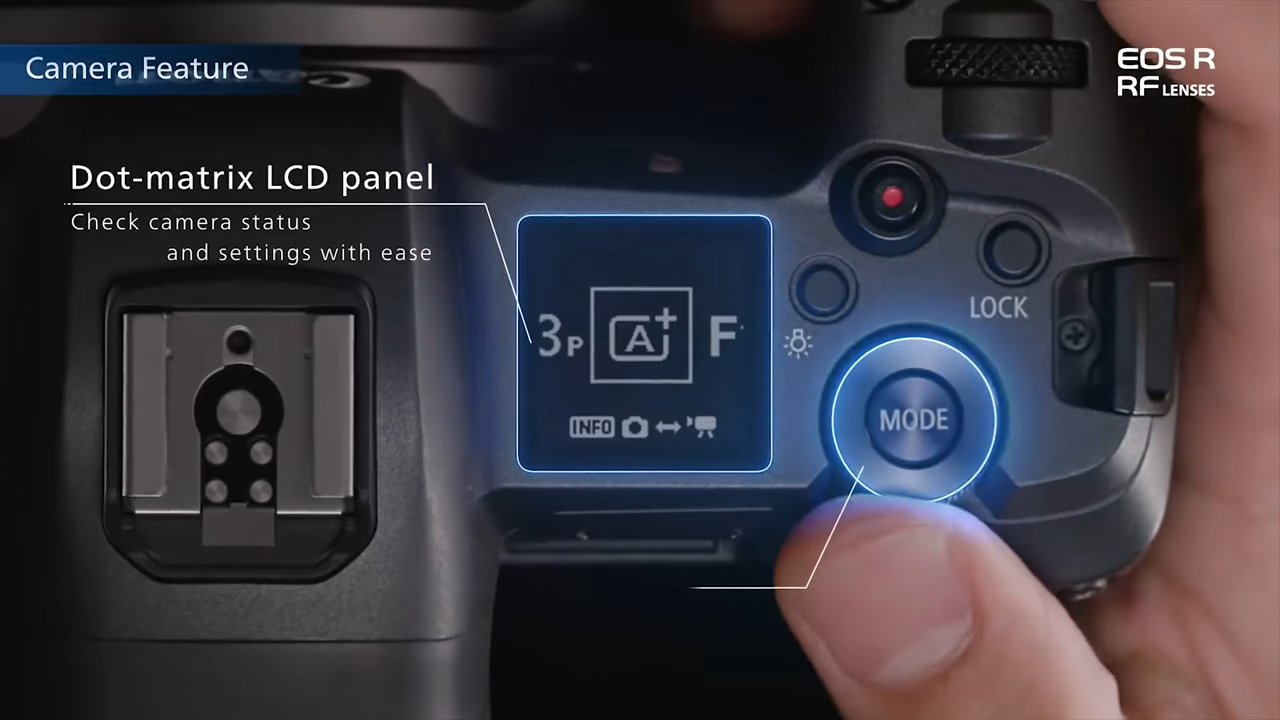 Camera Feature
EOS R
RF LENSES
Dot-matrix LCD panel
Check camera status
and settings with ease
3P A+ F
INFO
LOCK
MODE